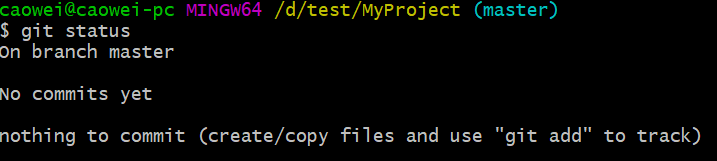 caowei@caowei-pc MINGW64 /d/test/MyProject (master)
$ git status
On branch master
No commits yet
nothing to commit (create/copy files and use "git add" to track)